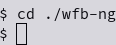 $ cd ./wfb-ng
$